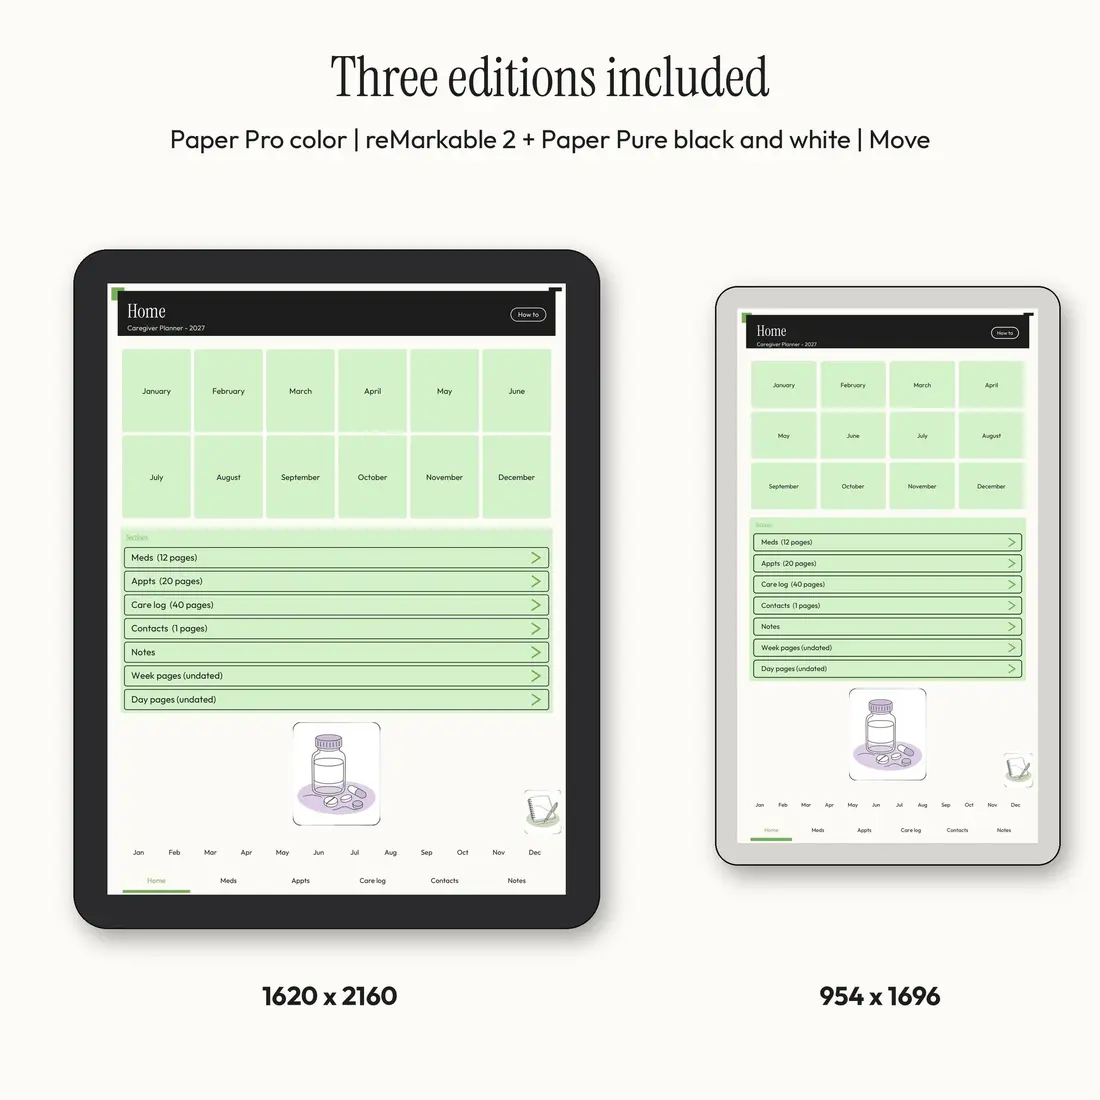 Three editions included
Paper Pro color | reMarkable 2 + Paper Pure black and white | Move
Home
Caregiver Planner - 2027
How to
January February March April May June
July August September October November December
Sections
Meds (12 pages)
Appts (20 pages)
Care log (40 pages)
Contacts (1 pages)
Notes
Week pages (undated)
Day pages (undated)
Jan Feb Mar Apr May Jun Jul Aug Sep Oct Nov Dec
Home Meds Appts Care log Contacts Notes
1620 x 2160
Home
Caregiver Planner - 2027
How to
January February March April
May June July August
September October November December
Sections
Meds (12 pages)
Appts (20 pages)
Care log (40 pages)
Contacts (1 pages)
Notes
Week pages (undated)
Day pages (undated)
Jan Feb Mar Apr May Jun Jul Aug Sep Oct Nov Dec
Home Meds Appts Care log Contacts Notes
954 x 1696